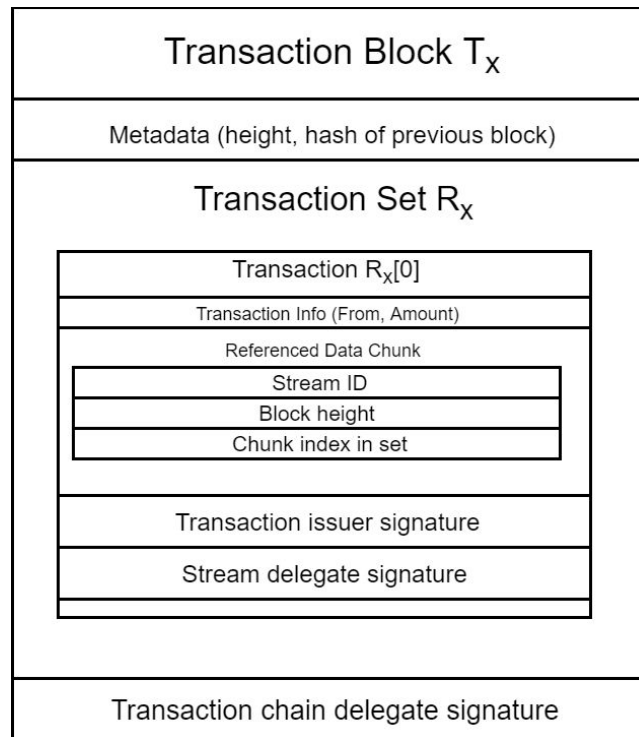 Transaction Block Tx
Metadata (height, hash of previous block)
Transaction Set Rx
Transaction Rx[0]
Transaction Info (From, Amount)
Referenced Data Chunk
Stream ID
Block height
Chunk index in set
Transaction issuer signature
Stream delegate signature
Transaction chain delegate signature